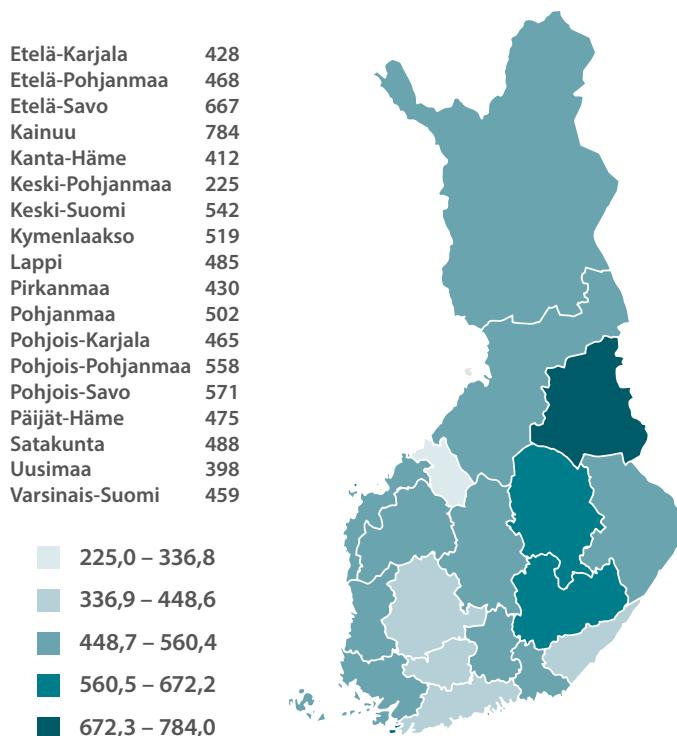 Etelä-Karjala 428
Etelä-Pohjanmaa 468
Etelä-Savo 667
Kainuu 784
Kanta-Häme 412
Keski-Pohjanmaa 225
Keski-Suomi 542
Kymenlaakso 519
Lappi 485
Pirkanmaa 430
Pohjanmaa 502
Pohjois-Karjala 465
Pohjois-Pohjanmaa 558
Pohjois-Savo 571
Päijät-Häme 475
Satakunta 488
Uusimaa 398
Varsinais-Suomi 459
225,0 – 336,8
336,9 – 448,6
448,7 – 560,4
560,5 – 672,2
672,3 – 784,0